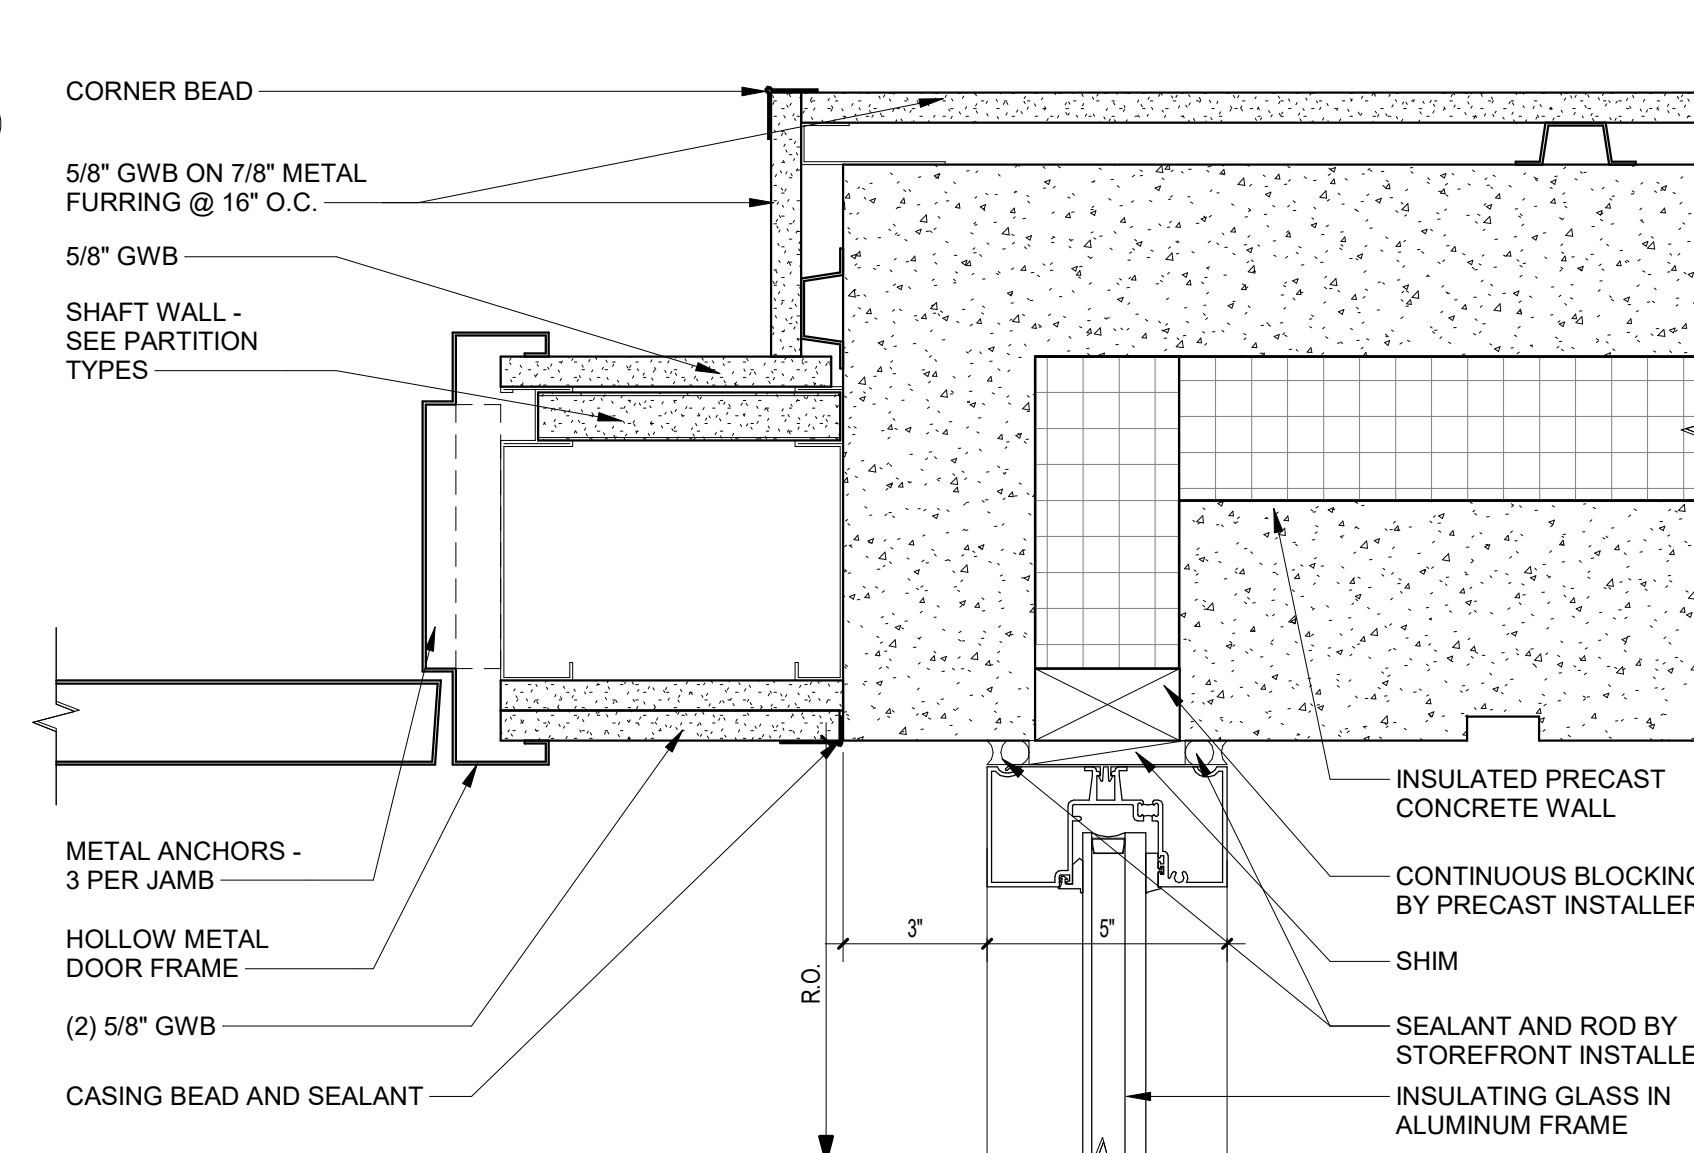 CORNER BEAD
5/8" GWB ON 7/8" METAL
FURRING @ 16" O.C.
5/8" GWB
SHAFT WALL -
SEE PARTITION
TYPES
METAL ANCHORS -
3 PER JAMB
HOLLOW METAL
DOOR FRAME
(2) 5/8" GWB
CASING BEAD AND SEALANT
3"
5"
R.O.
INSULATED PRECAST
CONCRETE WALL
CONTINUOUS BLOCKING
BY PRECAST INSTALLER
SHIM
SEALANT AND ROD BY
STOREFRONT INSTALLE
INSULATING GLASS IN
ALUMINUM FRAME